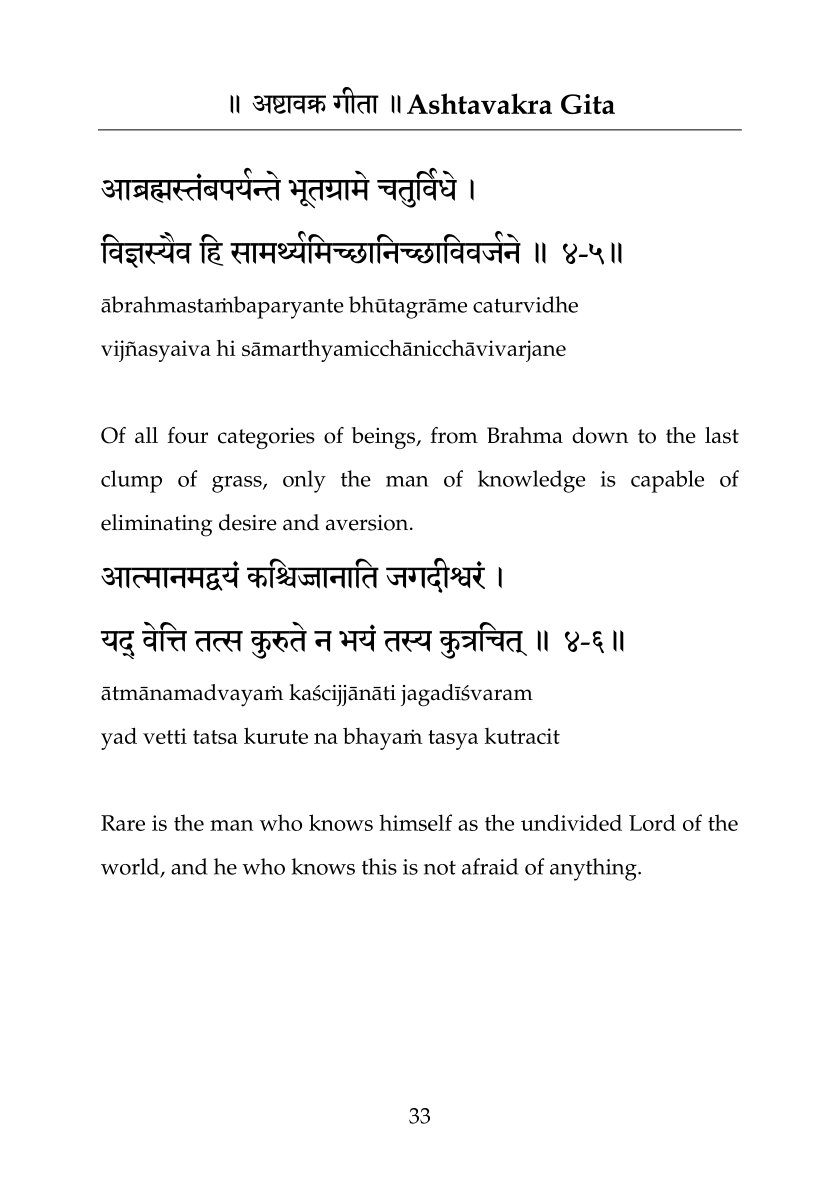 ॥ अष्टावक्र गीता ॥ Ashtavakra Gita
आब्रह्मस्तंबपर्यन्ते भूतग्रामे चतुर्विधे ।
विज्ञस्यैव हि सामर्थ्यमिच्छानिच्छाविवर्जने ॥ ४-५॥
ābrahmastaṁbaparyante bhūtagrāme caturvidhe
vijñasyaiva hi sāmarthyamicchānicchāvivarjane
Of all four categories of beings, from Brahma down to the last
clump of grass, only the man of knowledge is capable of
eliminating desire and aversion.
आत्मानमद्वयं कश्चिज्जानाति जगदीश्वरं ।
यद् वेत्ति तत्स कुरुते न भयं तस्य कुत्रचित् ॥ ४-६॥
ātmānamadvayaṁ kaścijjānāti jagadīśvaram
yad vetti tatsa kurute na bhayaṁ tasya kutracit
Rare is the man who knows himself as the undivided Lord of the
world, and he who knows this is not afraid of anything.
33